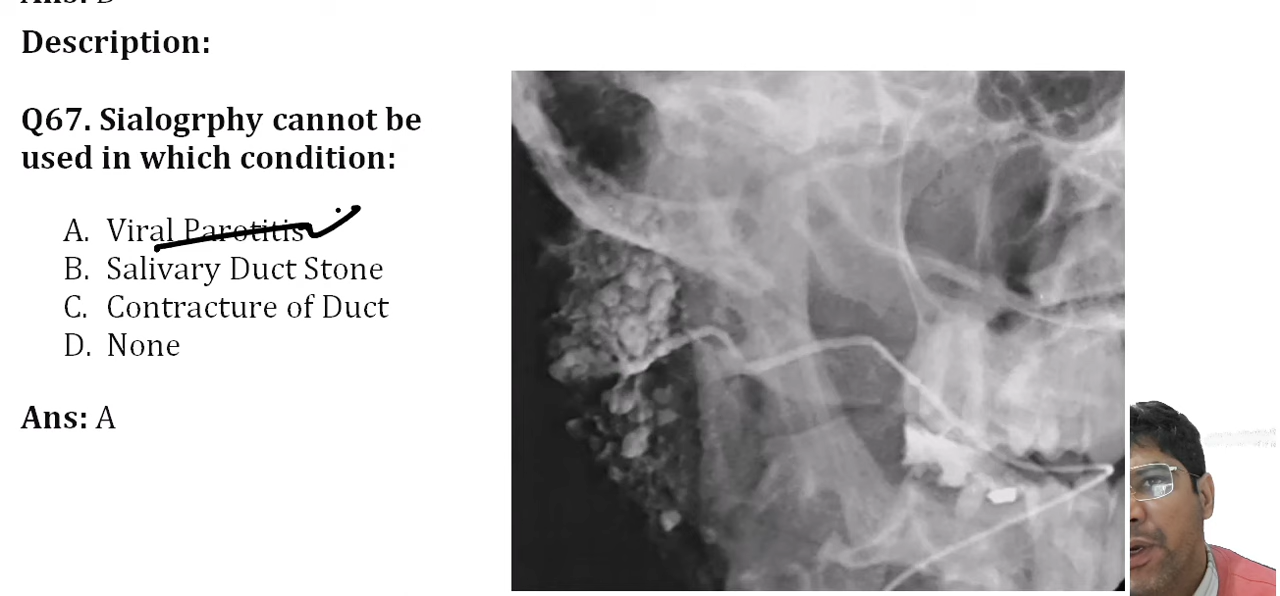 Description:
Q67. Sialogrphy cannot be
used in which condition:
A. Viral Parotitis
B. Salivary Duct Stone
C. Contracture of Duct
D. None
Ans: A